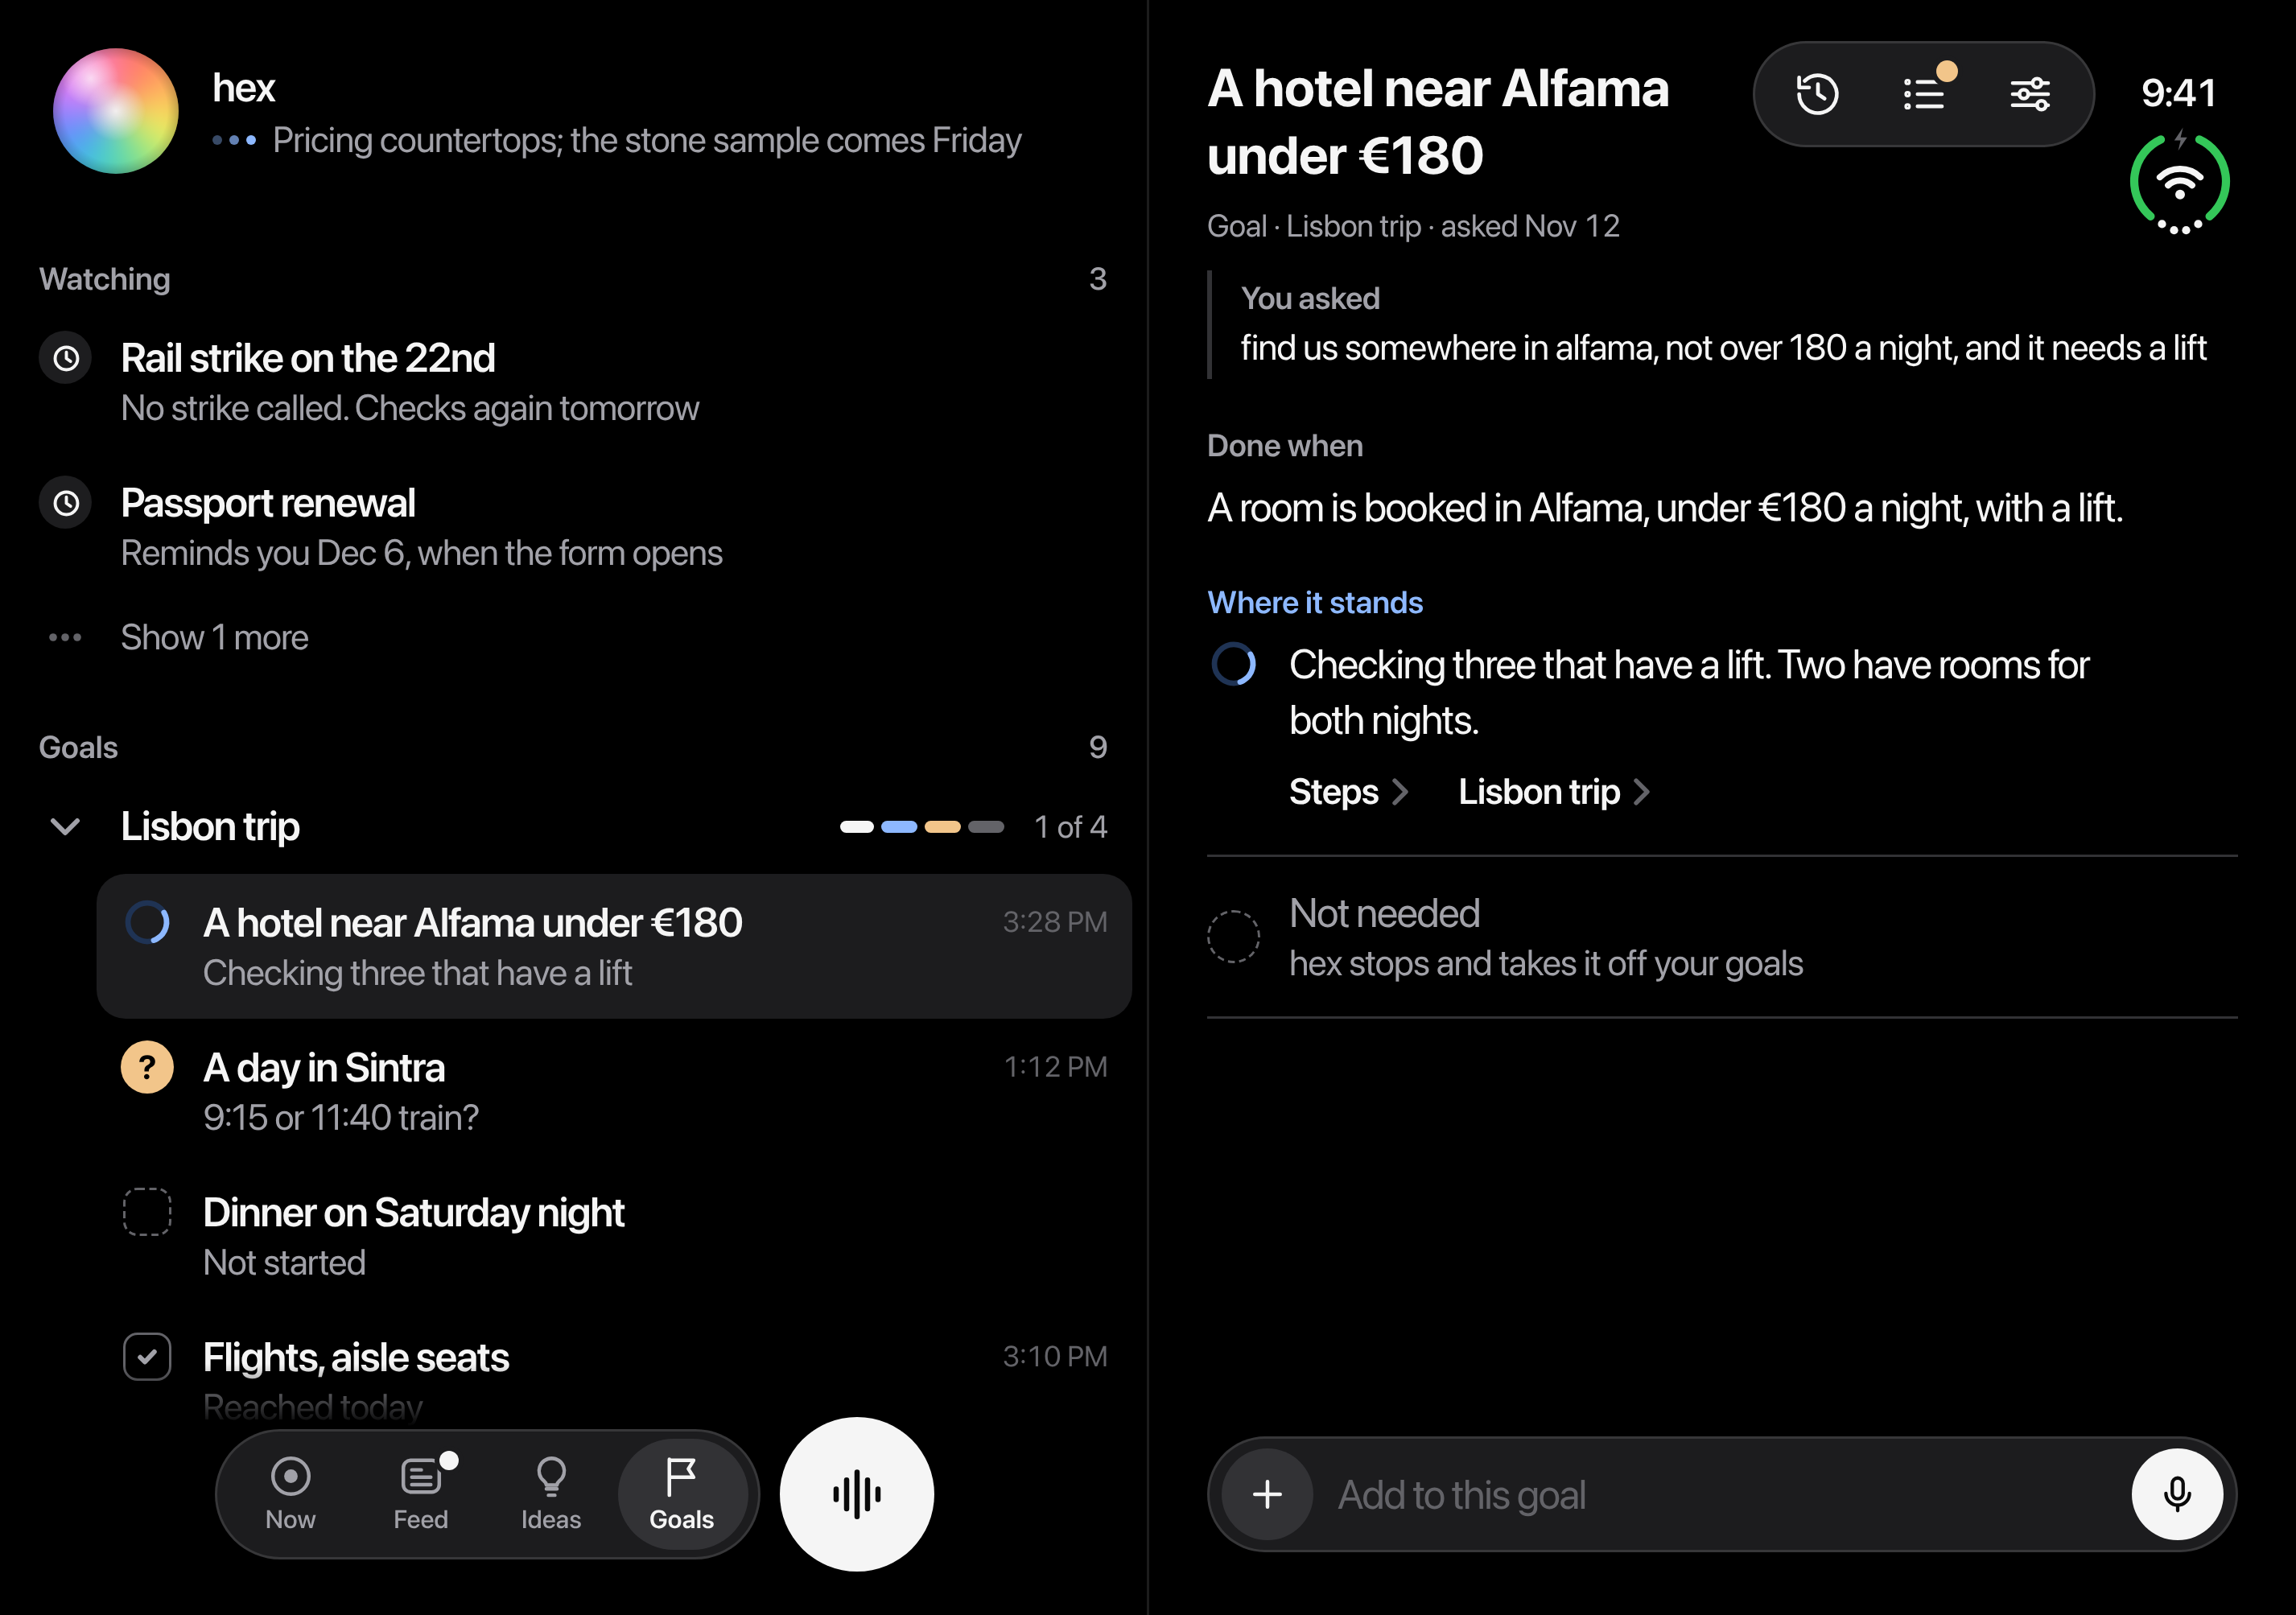 hex
Pricing countertops; the stone sample comes Friday
Watching
3
Rail strike on the 22nd
No strike called. Checks again tomorrow
Passport renewal
Reminds you Dec 6, when the form opens
Show 1 more
Goals
9
Lisbon trip
1 of 4
A hotel near Alfama under €180
3:28 PM
Checking three that have a lift
?
A day in Sintra
1:12 PM
9:15 or 11:40 train?
Dinner on Saturday night
Not started
Flights, aisle seats
3:10 PM
Reached today
Now
Feed
Ideas
Goals
A hotel near Alfama
under €180
9:41
Goal · Lisbon trip · asked Nov 12
You asked
find us somewhere in alfama, not over 180 a night, and it needs a lift
Done when
A room is booked in Alfama, under €180 a night, with a lift.
Where it stands
Checking three that have a lift. Two have rooms for
both nights.
Steps
Lisbon trip
Not needed
hex stops and takes it off your goals
Add to this goal